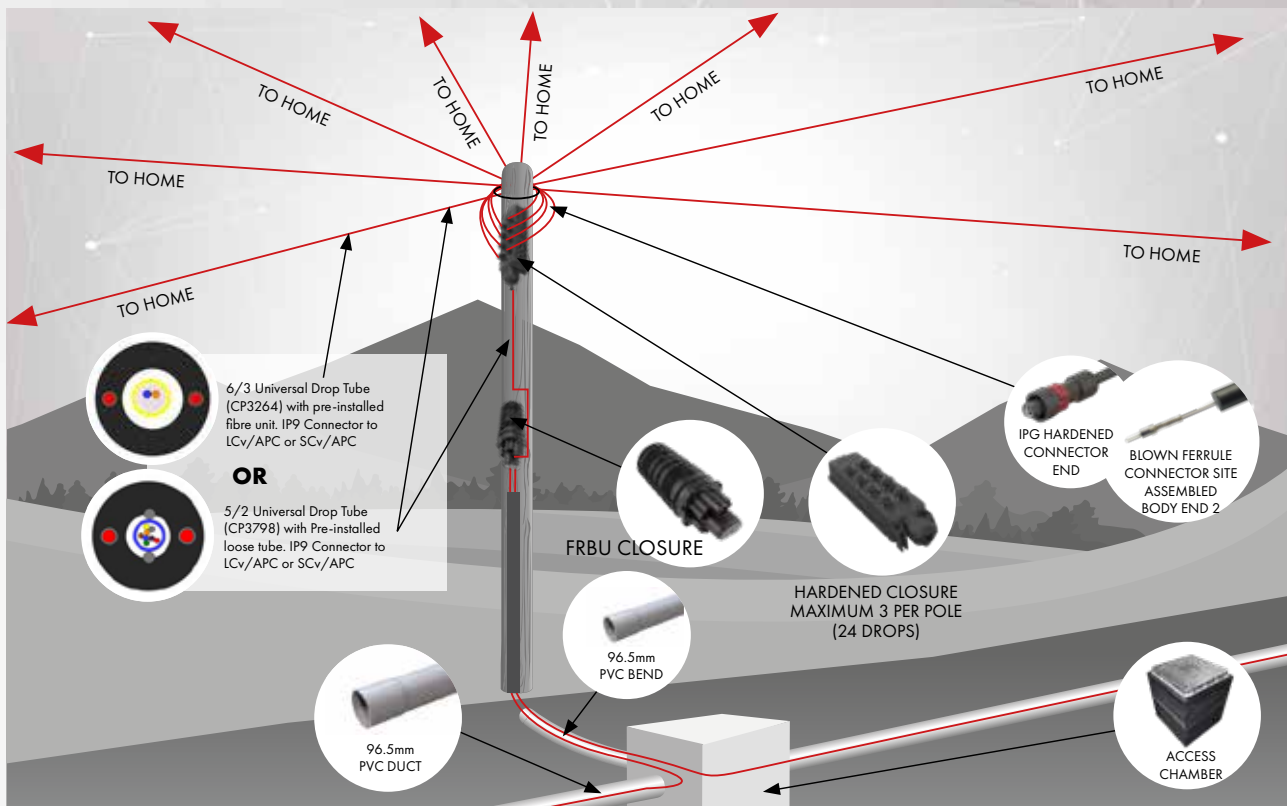 TO HOME
TO HOME
TO HOME
TO HOME
TO HOME
TO HOME
TO HOME
TO HOME
TO HOME
6/3 Universal Drop Tube
(CP3264) with pre-installed
fibre unit. IP9 Connector to
LCv/APC or SCv/APC
OR
5/2 Universal Drop Tube
(CP3798) with Pre-installed
loose tube. IP9 Connector to
LCv/APC or SCv/APC
IPG HARDENED
CONNECTOR
END
BLOWN FERRULE
CONNECTOR SITE
ASSEMBLED
BODY END 2
FRBU CLOSURE
HARDENED CLOSURE
MAXIMUM 3 PER POLE
(24 DROPS)
96.5mm
PVC BEND
96.5mm
PVC DUCT
ACCESS
CHAMBER